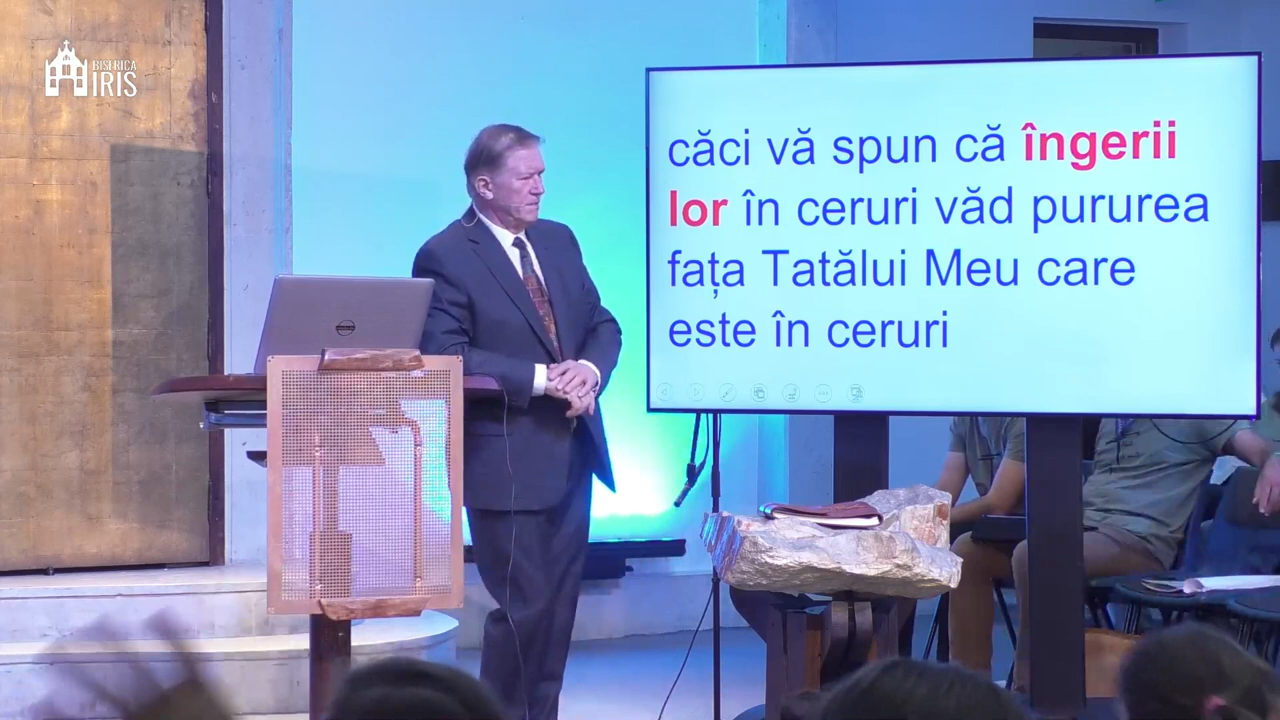 BISERICA
IRIS
căci vă spun că îngerii
lor în ceruri văd pururea
fața Tatălui Meu care
este în ceruri